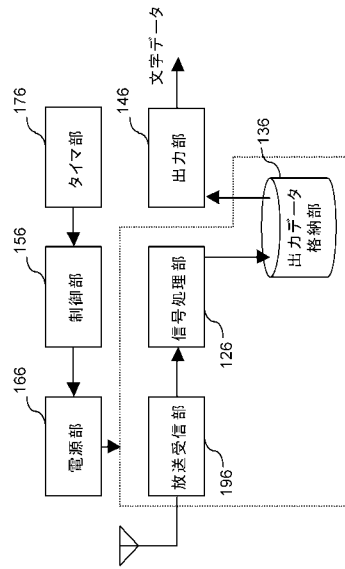 166
電源部
156
制御部
176
タイマ部
放送受信部
196
信号処理部
126
出力部
146
文字データ
出力データ
格納部
136